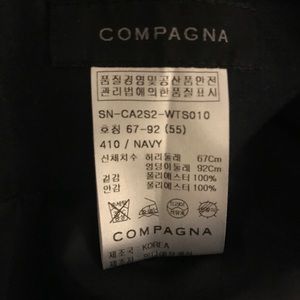 COMPAGNA
품질경영및공산품안전
관리법에의한품질표시
SN-CA2S2-WTS010
호칭 67-92 (55)
410 / NAVY
신체치수 허리둘레 67Cm
엉덩이둘레 92Cm
겉감 폴리에스터 100%
안감 폴리에스터 100%
COMPAGNA
제조국 KOREA